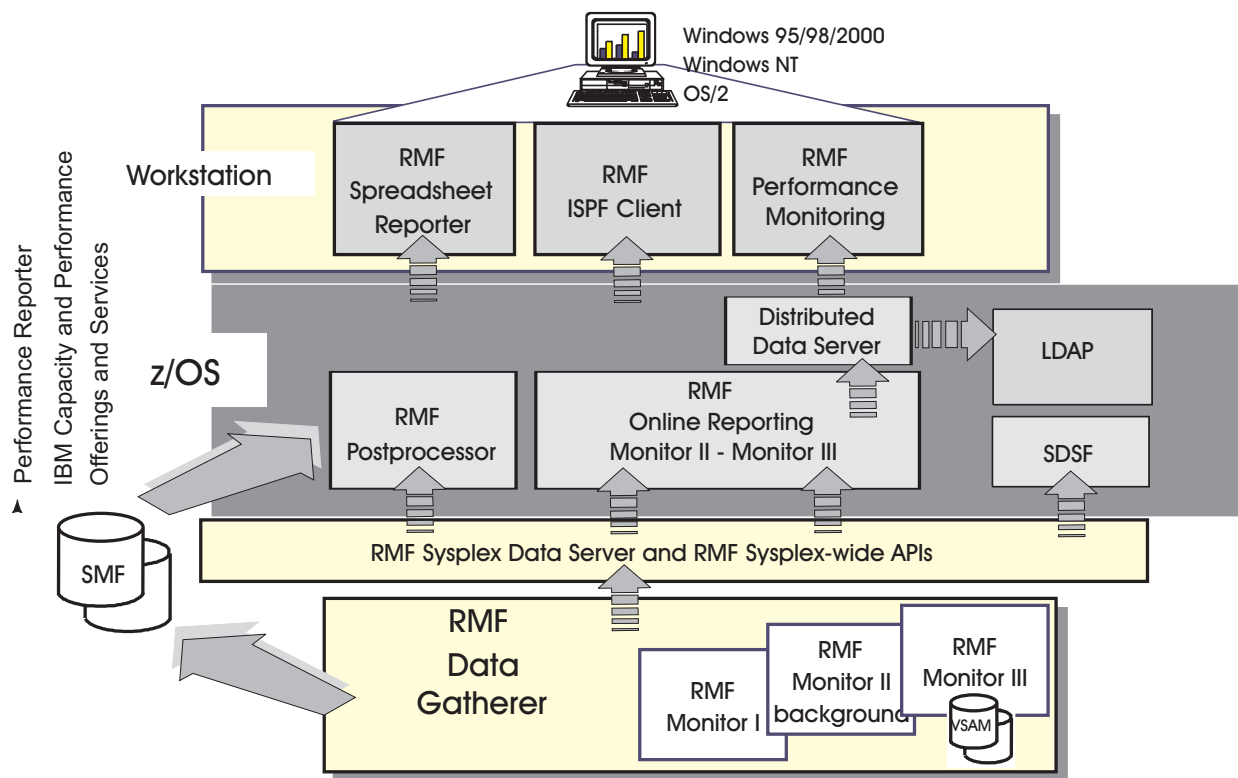 Windows 95/98/2000
Windows NT
OS/2
Workstation
RMF
Spreadsheet
Reporter
RMF
ISPF Client
RMF
Performance
Monitoring
Performance Reporter
IBM Capacity and Performance
Offerings and Services
z/OS
Distributed
Data Server
LDAP
RMF
Postprocessor
RMF
Online Reporting
Monitor II - Monitor III
SDSF
SMF
RMF Sysplex Data Server and RMF Sysplex-wide APIs
RMF
Data
Gatherer
RMF
Monitor I
RMF
Monitor II
background
RMF
Monitor III
VSAM